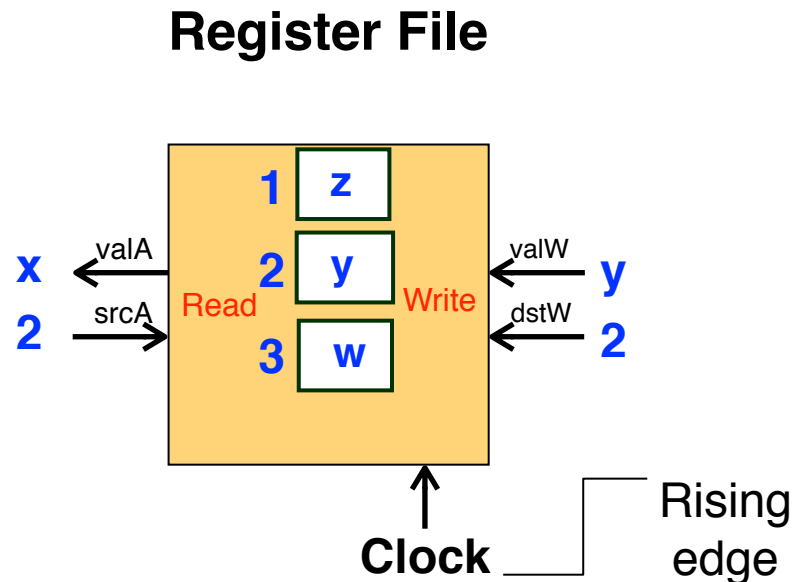 Register File
1 z
x valA 2 y valW y
Read Write
2 srcA dstW 2
3 w
Rising
Clock edge